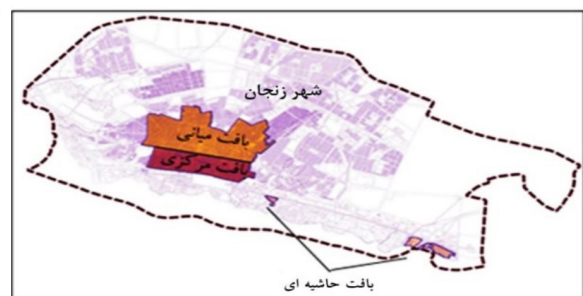 شهر زنجان
بافت میانی
بافت مرکزی
بافت حاشیه ای